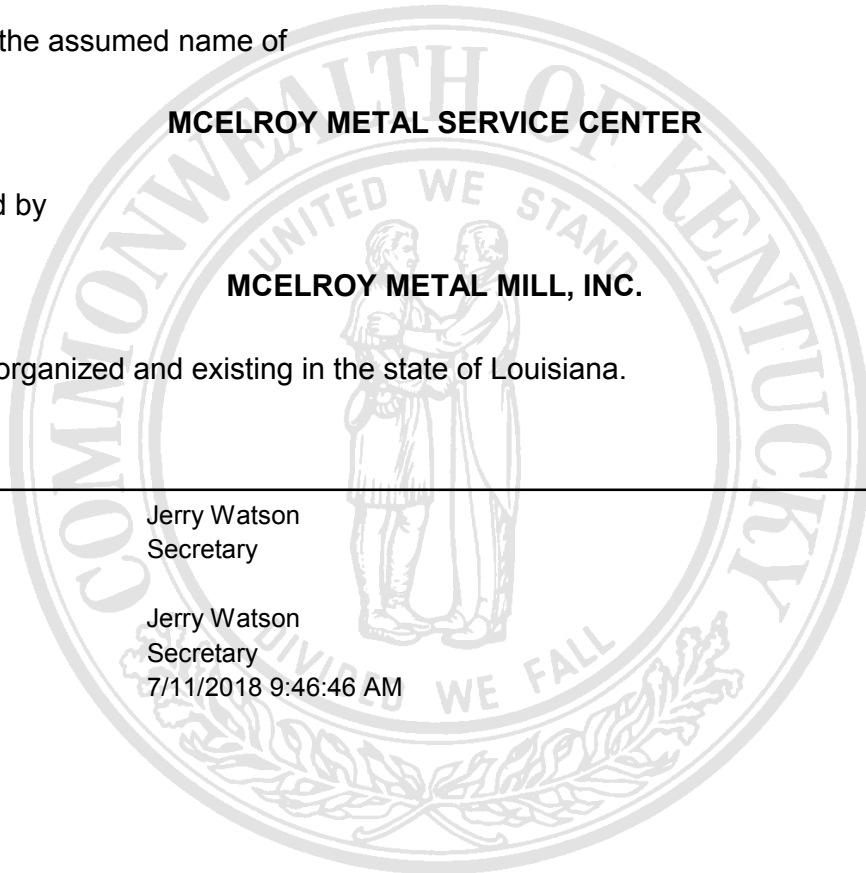 the assumed name of
MCELROY METAL SERVICE CENTER
d by
MCELROY METAL MILL, INC.
organized and existing in the state of Louisiana.
Jerry Watson
Secretary
Jerry Watson
Secretary
7/11/2018 9:46:46 AM
COMMONWEALTH OF KENTUCKY
UNITED WE STAND
DIVIDED WE FALL